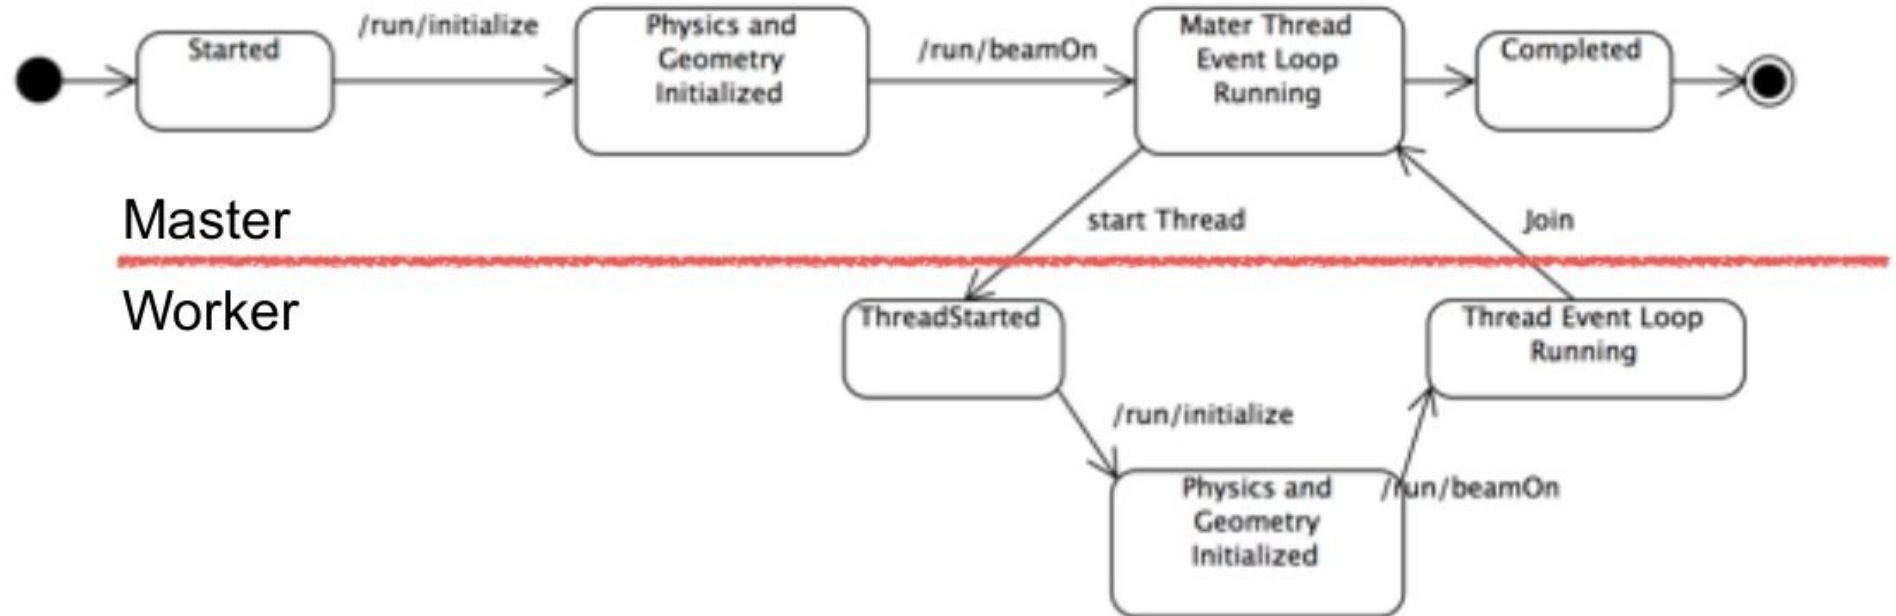 Started
/run/initialize
Physics and
Geometry
Initialized
/run/beamOn
Mater Thread
Event Loop
Running
Completed
Master
start Thread
Join
Worker
ThreadStarted
Thread Event Loop
Running
/run/initialize
Physics and
Geometry
Initialized
/run/beamOn